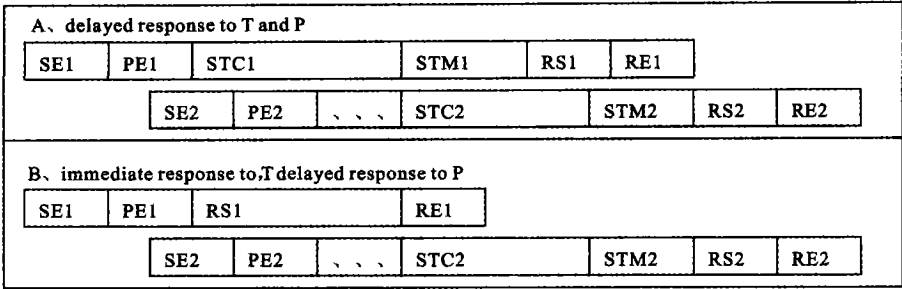 A、delayed response to T and P
SE1 PE1 STC1 STM1 RS1 RE1
SE2 PE2 、、、 STC2 STM2 RS2 RE2
B、immediate response to,T delayed response to P
SE1 PE1 RS1 RE1
SE2 PE2 、、、 STC2 STM2 RS2 RE2